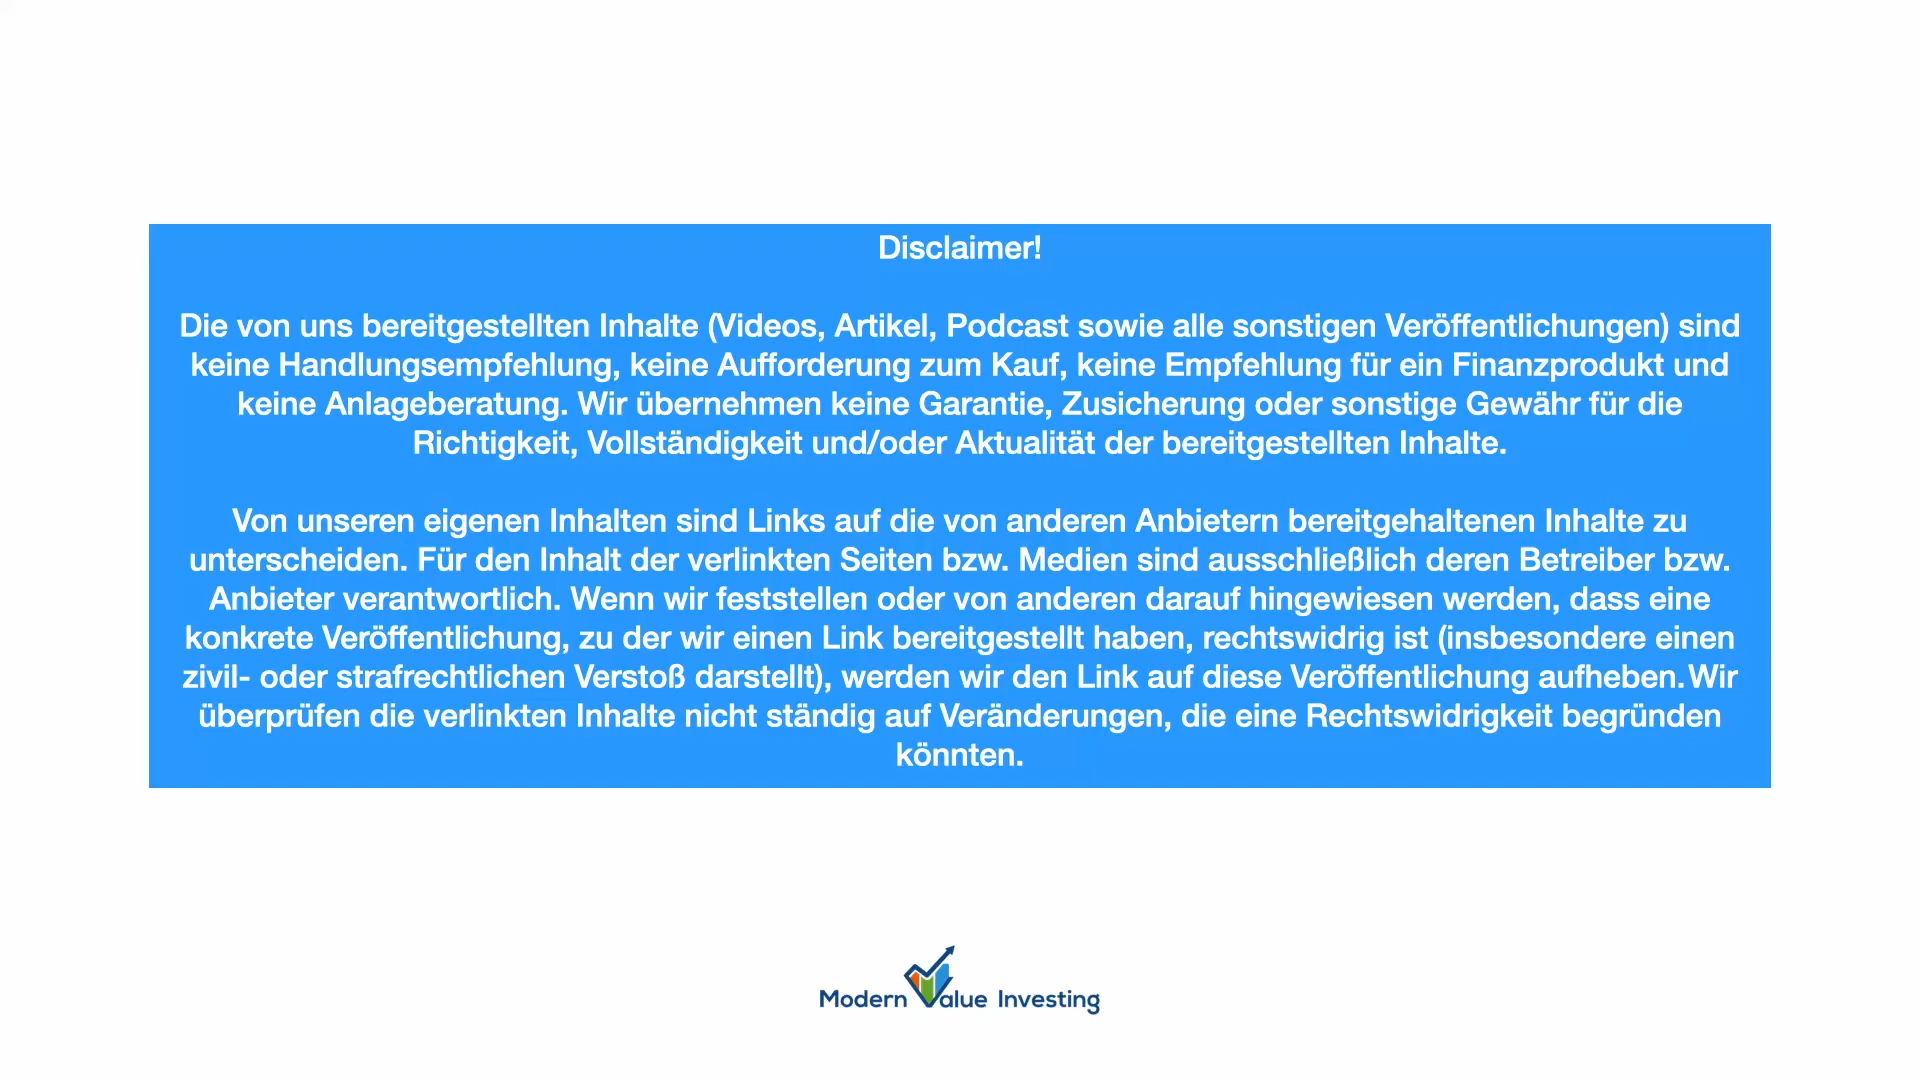 Disclaimer!
Die von uns bereitgestellten Inhalte (Videos, Artikel, Podcast sowie alle sonstigen Veröffentlichungen) sind
keine Handlungsempfehlung, keine Aufforderung zum Kauf, keine Empfehlung für ein Finanzprodukt und
keine Anlageberatung. Wir übernehmen keine Garantie, Zusicherung oder sonstige Gewähr für die
Richtigkeit, Vollständigkeit und/oder Aktualität der bereitgestellten Inhalte.
Von unseren eigenen Inhalten sind Links auf die von anderen Anbietern bereitgehaltenen Inhalte zu
unterscheiden. Für den Inhalt der verlinkten Seiten bzw. Medien sind ausschließlich deren Betreiber bzw.
Anbieter verantwortlich. Wenn wir feststellen oder von anderen darauf hingewiesen werden, dass eine
konkrete Veröffentlichung, zu der wir einen Link bereitgestellt haben, rechtswidrig ist (insbesondere einen
zivil- oder strafrechtlichen Verstoß darstellt), werden wir den Link auf diese Veröffentlichung aufheben. Wir
überprüfen die verlinkten Inhalte nicht ständig auf Veränderungen, die eine Rechtswidrigkeit begründen
könnten.
Modern Value Investing